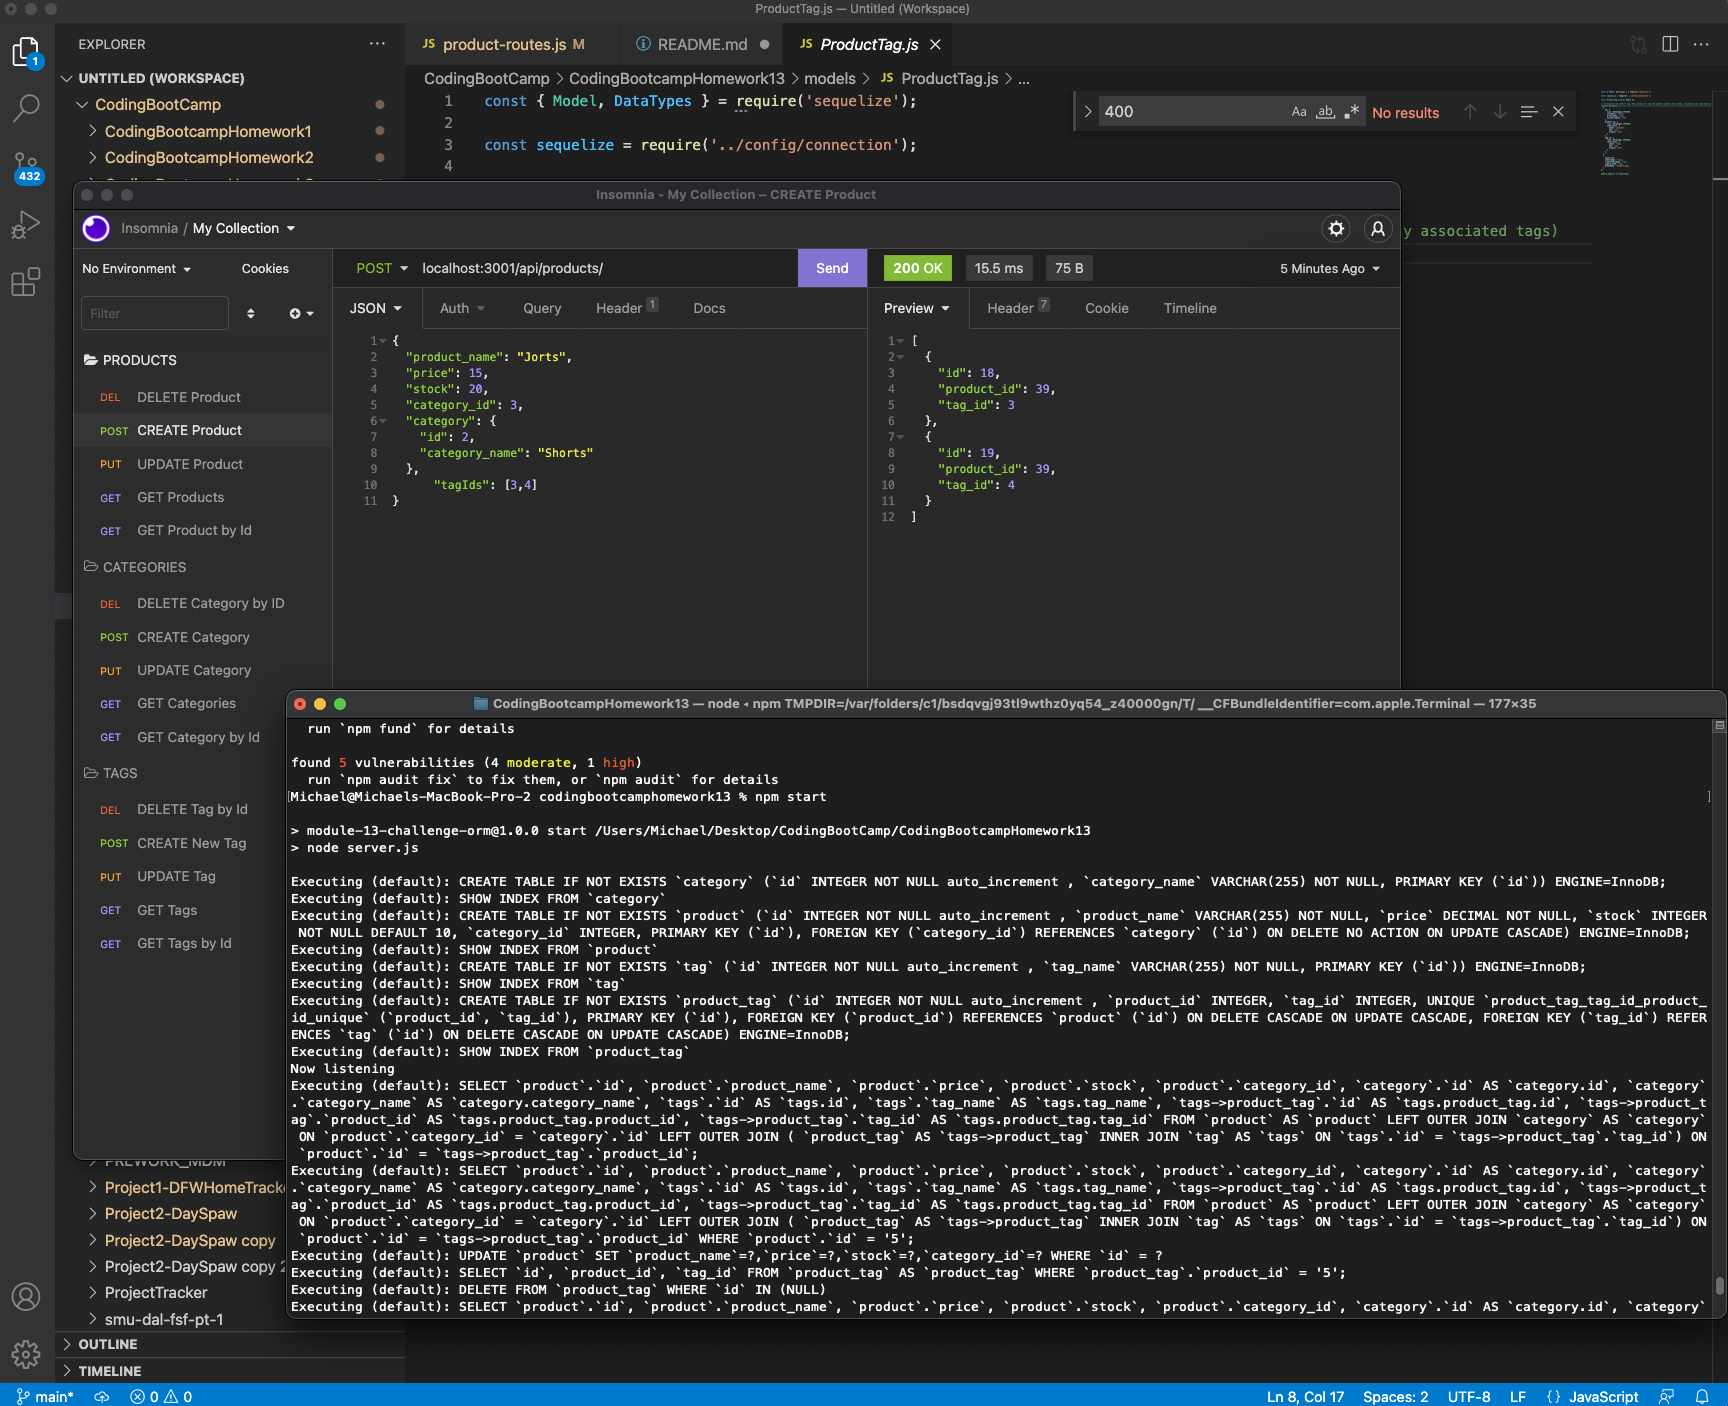 ProductTag.js — Untitled (Workspace)
EXPLORER
JS product-routes.js M
README.md
JS ProductTag.js
1
UNTITLED (WORKSPACE)
CodingBootCamp > CodingBootcampHomework13 > models > JS ProductTag.js > ...
CodingBootCamp
CodingBootcampHomework1
CodingBootcampHomework2
432
1 const { Model, DataTypes } = require('sequelize');
2
3 const sequelize = require('../config/connection');
4
400
Aa ab
No results
y associated tags)
Insomnia - My Collection – CREATE Product
Insomnia / My Collection
No Environment
Cookies
POST localhost:3001/api/products/
Send
200 OK
15.5 ms
75 B
5 Minutes Ago
Filter
JSON Auth Query Header 1 Docs
Preview Header 7 Cookie Timeline
PRODUCTS
DEL DELETE Product
POST CREATE Product
PUT UPDATE Product
GET GET Products
GET GET Product by Id
CATEGORIES
DEL DELETE Category by ID
POST CREATE Category
PUT UPDATE Category
GET GET Categories
GET GET Category by Id
TAGS
DEL DELETE Tag by Id
POST CREATE New Tag
PUT UPDATE Tag
GET GET Tags
GET GET Tags by Id
1 {
2 "product_name": "Jorts",
3 "price": 15,
4 "stock": 20,
5 "category_id": 3,
6 "category": {
7 "id": 2,
8 "category_name": "Shorts"
9 },
10 "tagIds": [3,4]
11 }
1 [
2 {
3 "id": 18,
4 "product_id": 39,
5 "tag_id": 3
6 },
7 {
8 "id": 19,
9 "product_id": 39,
10 "tag_id": 4
11 }
12 ]
CodingBootcampHomework13 — node ◂ npm TMPDIR=/var/folders/c1/bsdqvgj93tl9wthz0yq54_z40000gn/T/ __CFBundleIdentifier=com.apple.Terminal — 177×35
run `npm fund` for details
found 5 vulnerabilities (4 moderate, 1 high)
run `npm audit fix` to fix them, or `npm audit` for details
[Michael@Michaels-MacBook-Pro-2 codingbootcamphomework13 % npm start ]
> module-13-challenge-orm@1.0.0 start /Users/Michael/Desktop/CodingBootCamp/CodingBootcampHomework13
> node server.js
Executing (default): CREATE TABLE IF NOT EXISTS `category` (`id` INTEGER NOT NULL auto_increment , `category_name` VARCHAR(255) NOT NULL, PRIMARY KEY (`id`)) ENGINE=InnoDB;
Executing (default): SHOW INDEX FROM `category`
Executing (default): CREATE TABLE IF NOT EXISTS `product` (`id` INTEGER NOT NULL auto_increment , `product_name` VARCHAR(255) NOT NULL, `price` DECIMAL NOT NULL, `stock` INTEGER
NOT NULL DEFAULT 10, `category_id` INTEGER, PRIMARY KEY (`id`), FOREIGN KEY (`category_id`) REFERENCES `category` (`id`) ON DELETE NO ACTION ON UPDATE CASCADE) ENGINE=InnoDB;
Executing (default): SHOW INDEX FROM `product`
Executing (default): CREATE TABLE IF NOT EXISTS `tag` (`id` INTEGER NOT NULL auto_increment , `tag_name` VARCHAR(255) NOT NULL, PRIMARY KEY (`id`)) ENGINE=InnoDB;
Executing (default): SHOW INDEX FROM `tag`
Executing (default): CREATE TABLE IF NOT EXISTS `product_tag` (`id` INTEGER NOT NULL auto_increment , `product_id` INTEGER, `tag_id` INTEGER, UNIQUE `product_tag_tag_id_product_
id_unique` (`product_id`, `tag_id`), PRIMARY KEY (`id`), FOREIGN KEY (`product_id`) REFERENCES `product` (`id`) ON DELETE CASCADE ON UPDATE CASCADE, FOREIGN KEY (`tag_id`) REFER
ENCES `tag` (`id`) ON DELETE CASCADE ON UPDATE CASCADE) ENGINE=InnoDB;
Executing (default): SHOW INDEX FROM `product_tag`
Now listening
Executing (default): SELECT `product`.`id`, `product`.`product_name`, `product`.`price`, `product`.`stock`, `product`.`category_id`, `category`.`id` AS `category.id`, `category`
.`category_name` AS `category.category_name`, `tags`.`id` AS `tags.id`, `tags`.`tag_name` AS `tags.tag_name`, `tags->product_tag`.`id` AS `tags.product_tag.id`, `tags->product_t
ag`.`product_id` AS `tags.product_tag.product_id`, `tags->product_tag`.`tag_id` AS `tags.product_tag.tag_id` FROM `product` AS `product` LEFT OUTER JOIN `category` AS `category`
ON `product`.`category_id` = `category`.`id` LEFT OUTER JOIN ( `product_tag` AS `tags->product_tag` INNER JOIN `tag` AS `tags` ON `tags`.`id` = `tags->product_tag`.`tag_id`) ON
`product`.`id` = `tags->product_tag`.`product_id`;
Executing (default): SELECT `product`.`id`, `product`.`product_name`, `product`.`price`, `product`.`stock`, `product`.`category_id`, `category`.`id` AS `category.id`, `category`
.`category_name` AS `category.category_name`, `tags`.`id` AS `tags.id`, `tags`.`tag_name` AS `tags.tag_name`, `tags->product_tag`.`id` AS `tags.product_tag.id`, `tags->product_t
ag`.`product_id` AS `tags.product_tag.product_id`, `tags->product_tag`.`tag_id` AS `tags.product_tag.tag_id` FROM `product` AS `product` LEFT OUTER JOIN `category` AS `category`
ON `product`.`category_id` = `category`.`id` LEFT OUTER JOIN ( `product_tag` AS `tags->product_tag` INNER JOIN `tag` AS `tags` ON `tags`.`id` = `tags->product_tag`.`tag_id`) ON
`product`.`id` = `tags->product_tag`.`product_id` WHERE `product`.`id` = '5';
Executing (default): UPDATE `product` SET `product_name`=?,`price`=?,`stock`=?,`category_id`=? WHERE `id` = ?
Executing (default): SELECT `id`, `product_id`, `tag_id` FROM `product_tag` AS `product_tag` WHERE `product_tag`.`product_id` = '5';
Executing (default): DELETE FROM `product_tag` WHERE `id` IN (NULL)
Executing (default): SELECT `product`.`id`, `product`.`product_name`, `product`.`price`, `product`.`stock`, `product`.`category_id`, `category`.`id` AS `category.id`, `category`
PREWORK_MDM
Project1-DFWHomeTrack
Project2-DaySpaw
Project2-DaySpaw copy
Project2-DaySpaw copy 2
ProjectTracker
smu-dal-fsf-pt-1
OUTLINE
TIMELINE
main* 0 0
Ln 8, Col 17 Spaces: 2 UTF-8 LF {} JavaScript